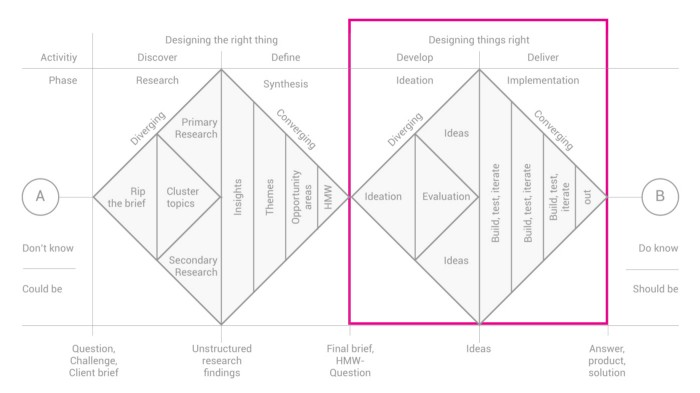 Designing the right thing
Designing things right
Activitiy
Discover
Define
Develop
Deliver
Phase
Research
Synthesis
Ideation
Implementation
Diverging
Converging
Diverging
Converging
Primary
Research
Ideas
A
Rip
the brief
Cluster
topics
Insights
Themes
Opportunity
areas
HMW
Ideation
Evaluation
Build, test, iterate
Build, test, iterate
Build, test,
iterate
out
B
Don't know
Do know
Secondary
Research
Ideas
Could be
Should be
Question,
Challenge,
Client brief
Unstructured
research
findings
Final brief,
HMW-
Question
Ideas
Answer,
product,
solution